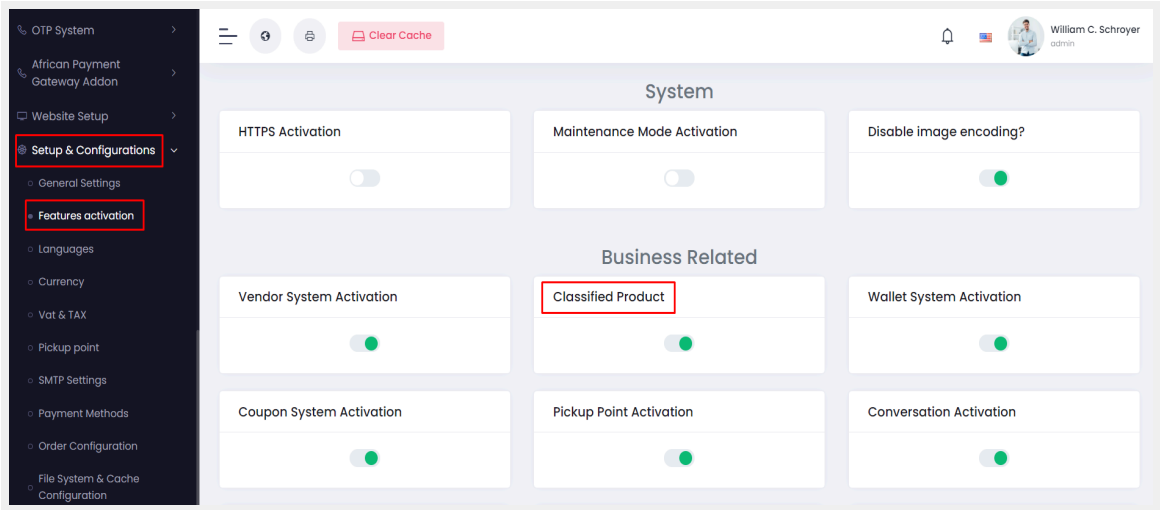 OTP System
African Payment
Gateway Addon
Website Setup
Setup & Configurations
General Settings
Features activation
Languages
Currency
Vat & TAX
Pickup point
SMTP Settings
Payment Methods
Order Configuration
File System & Cache
Configuration
Clear Cache
William C. Schroyer
admin
System
HTTPS Activation
Maintenance Mode Activation
Disable image encoding?
Business Related
Vendor System Activation
Classified Product
Wallet System Activation
Coupon System Activation
Pickup Point Activation
Conversation Activation